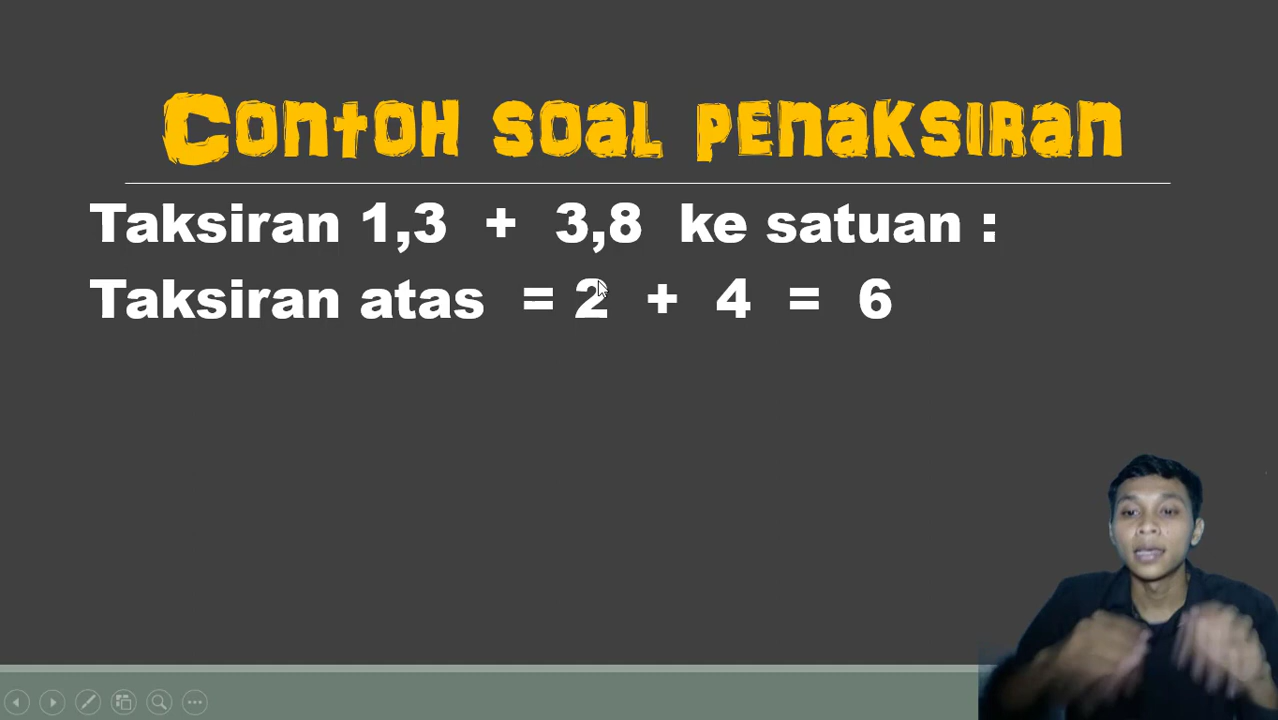 Contoh soal penaksiran
Taksiran 1,3 + 3,8 ke satuan :
Taksiran atas = 2 + 4 = 6